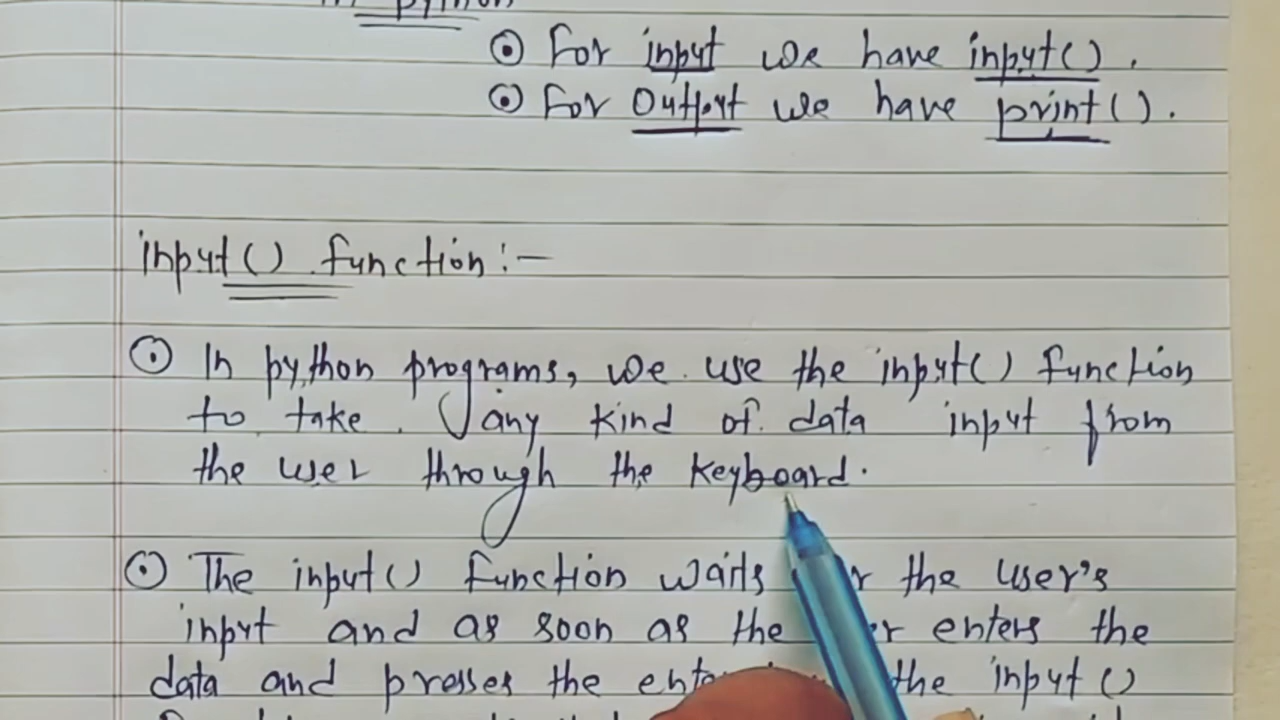 in python
⊙ For input we have input().
⊙ For Output we have print().
input() function:-
⊙ In python programs, we use the input() function
to take any kind of data input from
the user through the keyboard.
⊙ The input() function waits the user's
input and as soon as the enters the
data and presses the the input()